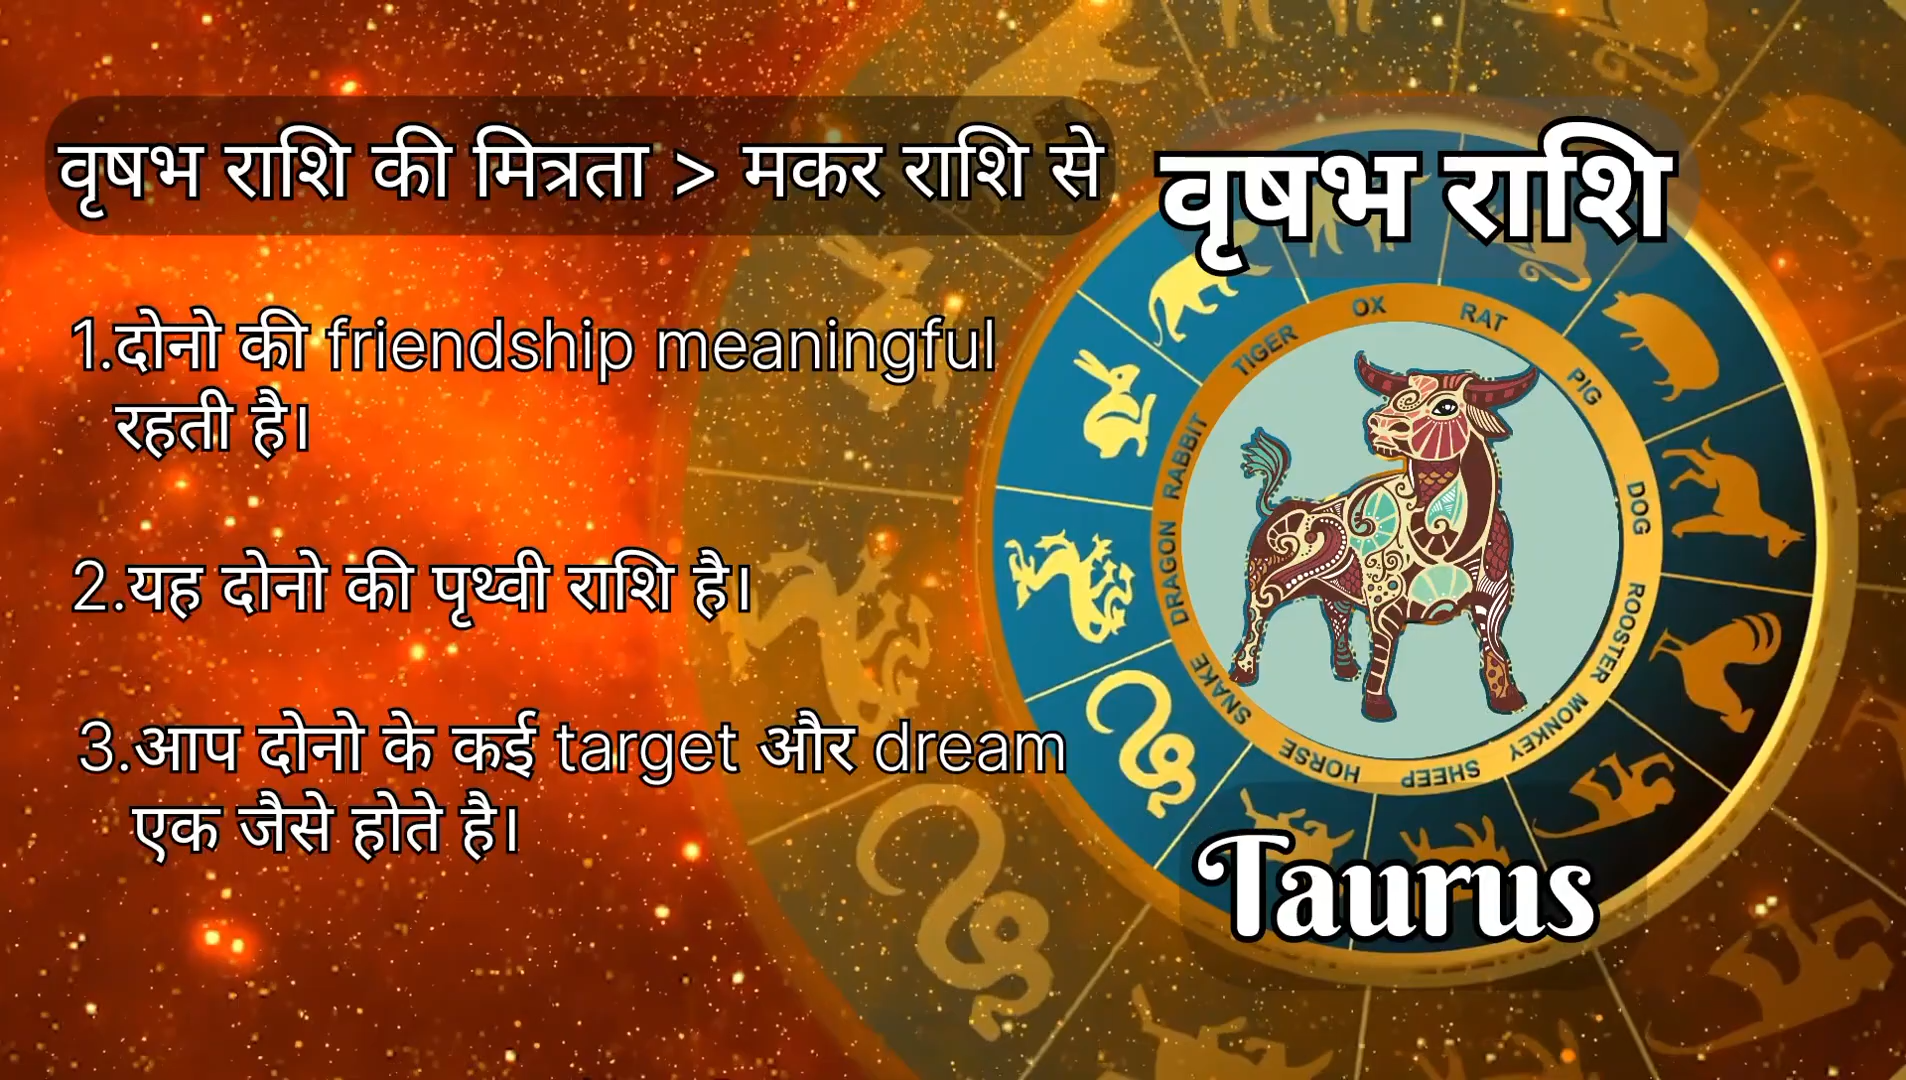 वृषभ राशि की मित्रता > मकर राशि से
वृषभ राशि
1.दोनो की friendship meaningful
रहती है।
2.यह दोनो की पृथ्वी राशि है।
3.आप दोनो के कई target और dream
एक जैसे होते है।
OX
RAT
PIG
DOG
ROOSTER
MONKEY
SHEEP
HORSE
SNAKE
DRAGON
RABBIT
TIGER
Taurus